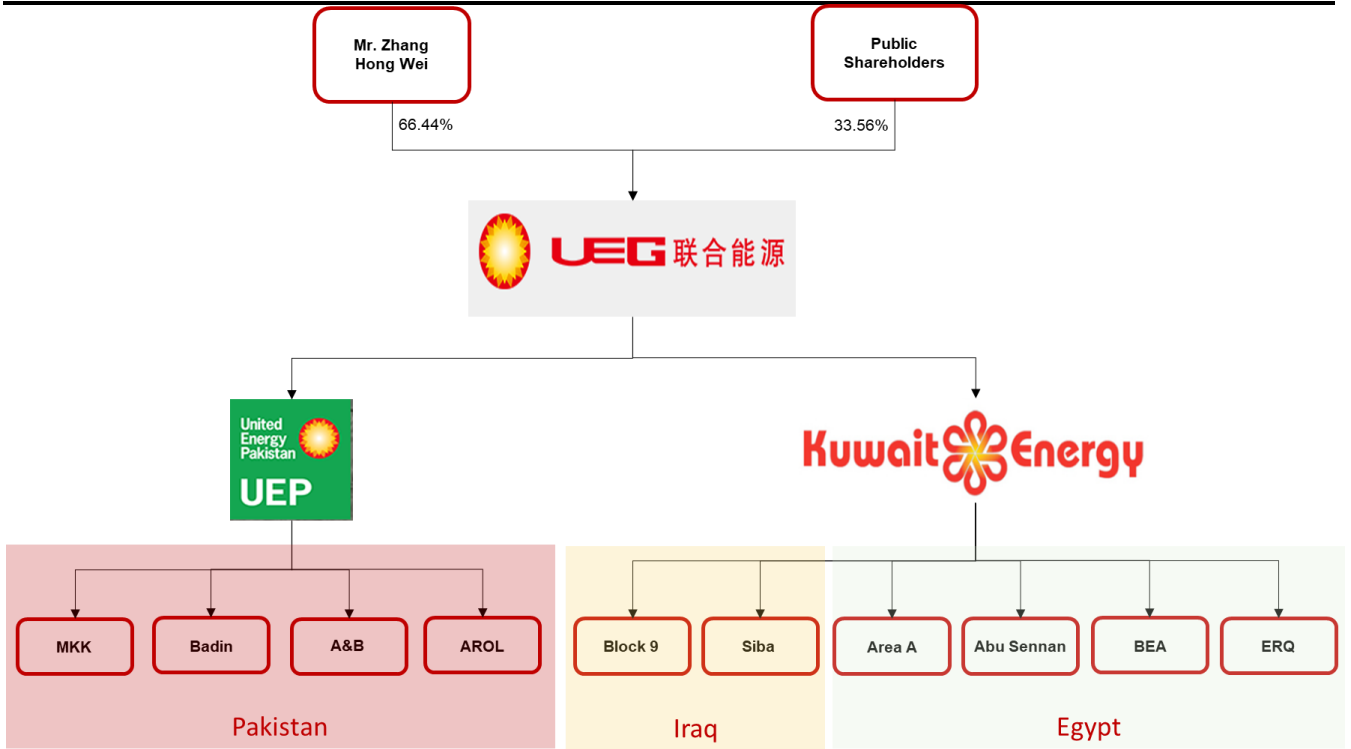 Mr. Zhang
Hong Wei
Public
Shareholders
66.44%
33.56%
UEG 联合能源
United
Energy
Pakistan
UEP
Kuwait Energy
MKK
Badin
A&B
AROL
Block 9
Siba
Area A
Abu Sennan
BEA
ERQ
Pakistan
Iraq
Egypt